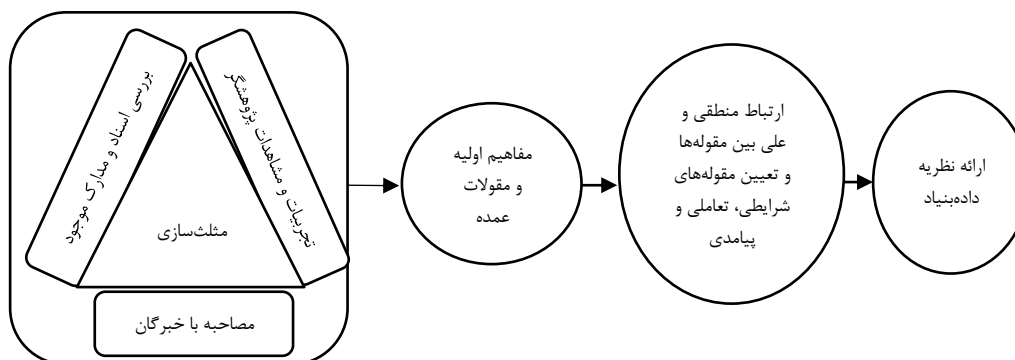 بررسی اسناد و مدارک موجود
تجربیات و مشاهدات پژوهشگر
مثلث‌سازی
مصاحبه با خبرگان
مفاهیم اولیه
و مقولات
عمده
ارتباط منطقی و
علی بین مقوله‌ها
و تعیین مقوله‌های
شرایطی، تعاملی و
پیامدی
ارائه نظریه
داده‌بنیاد